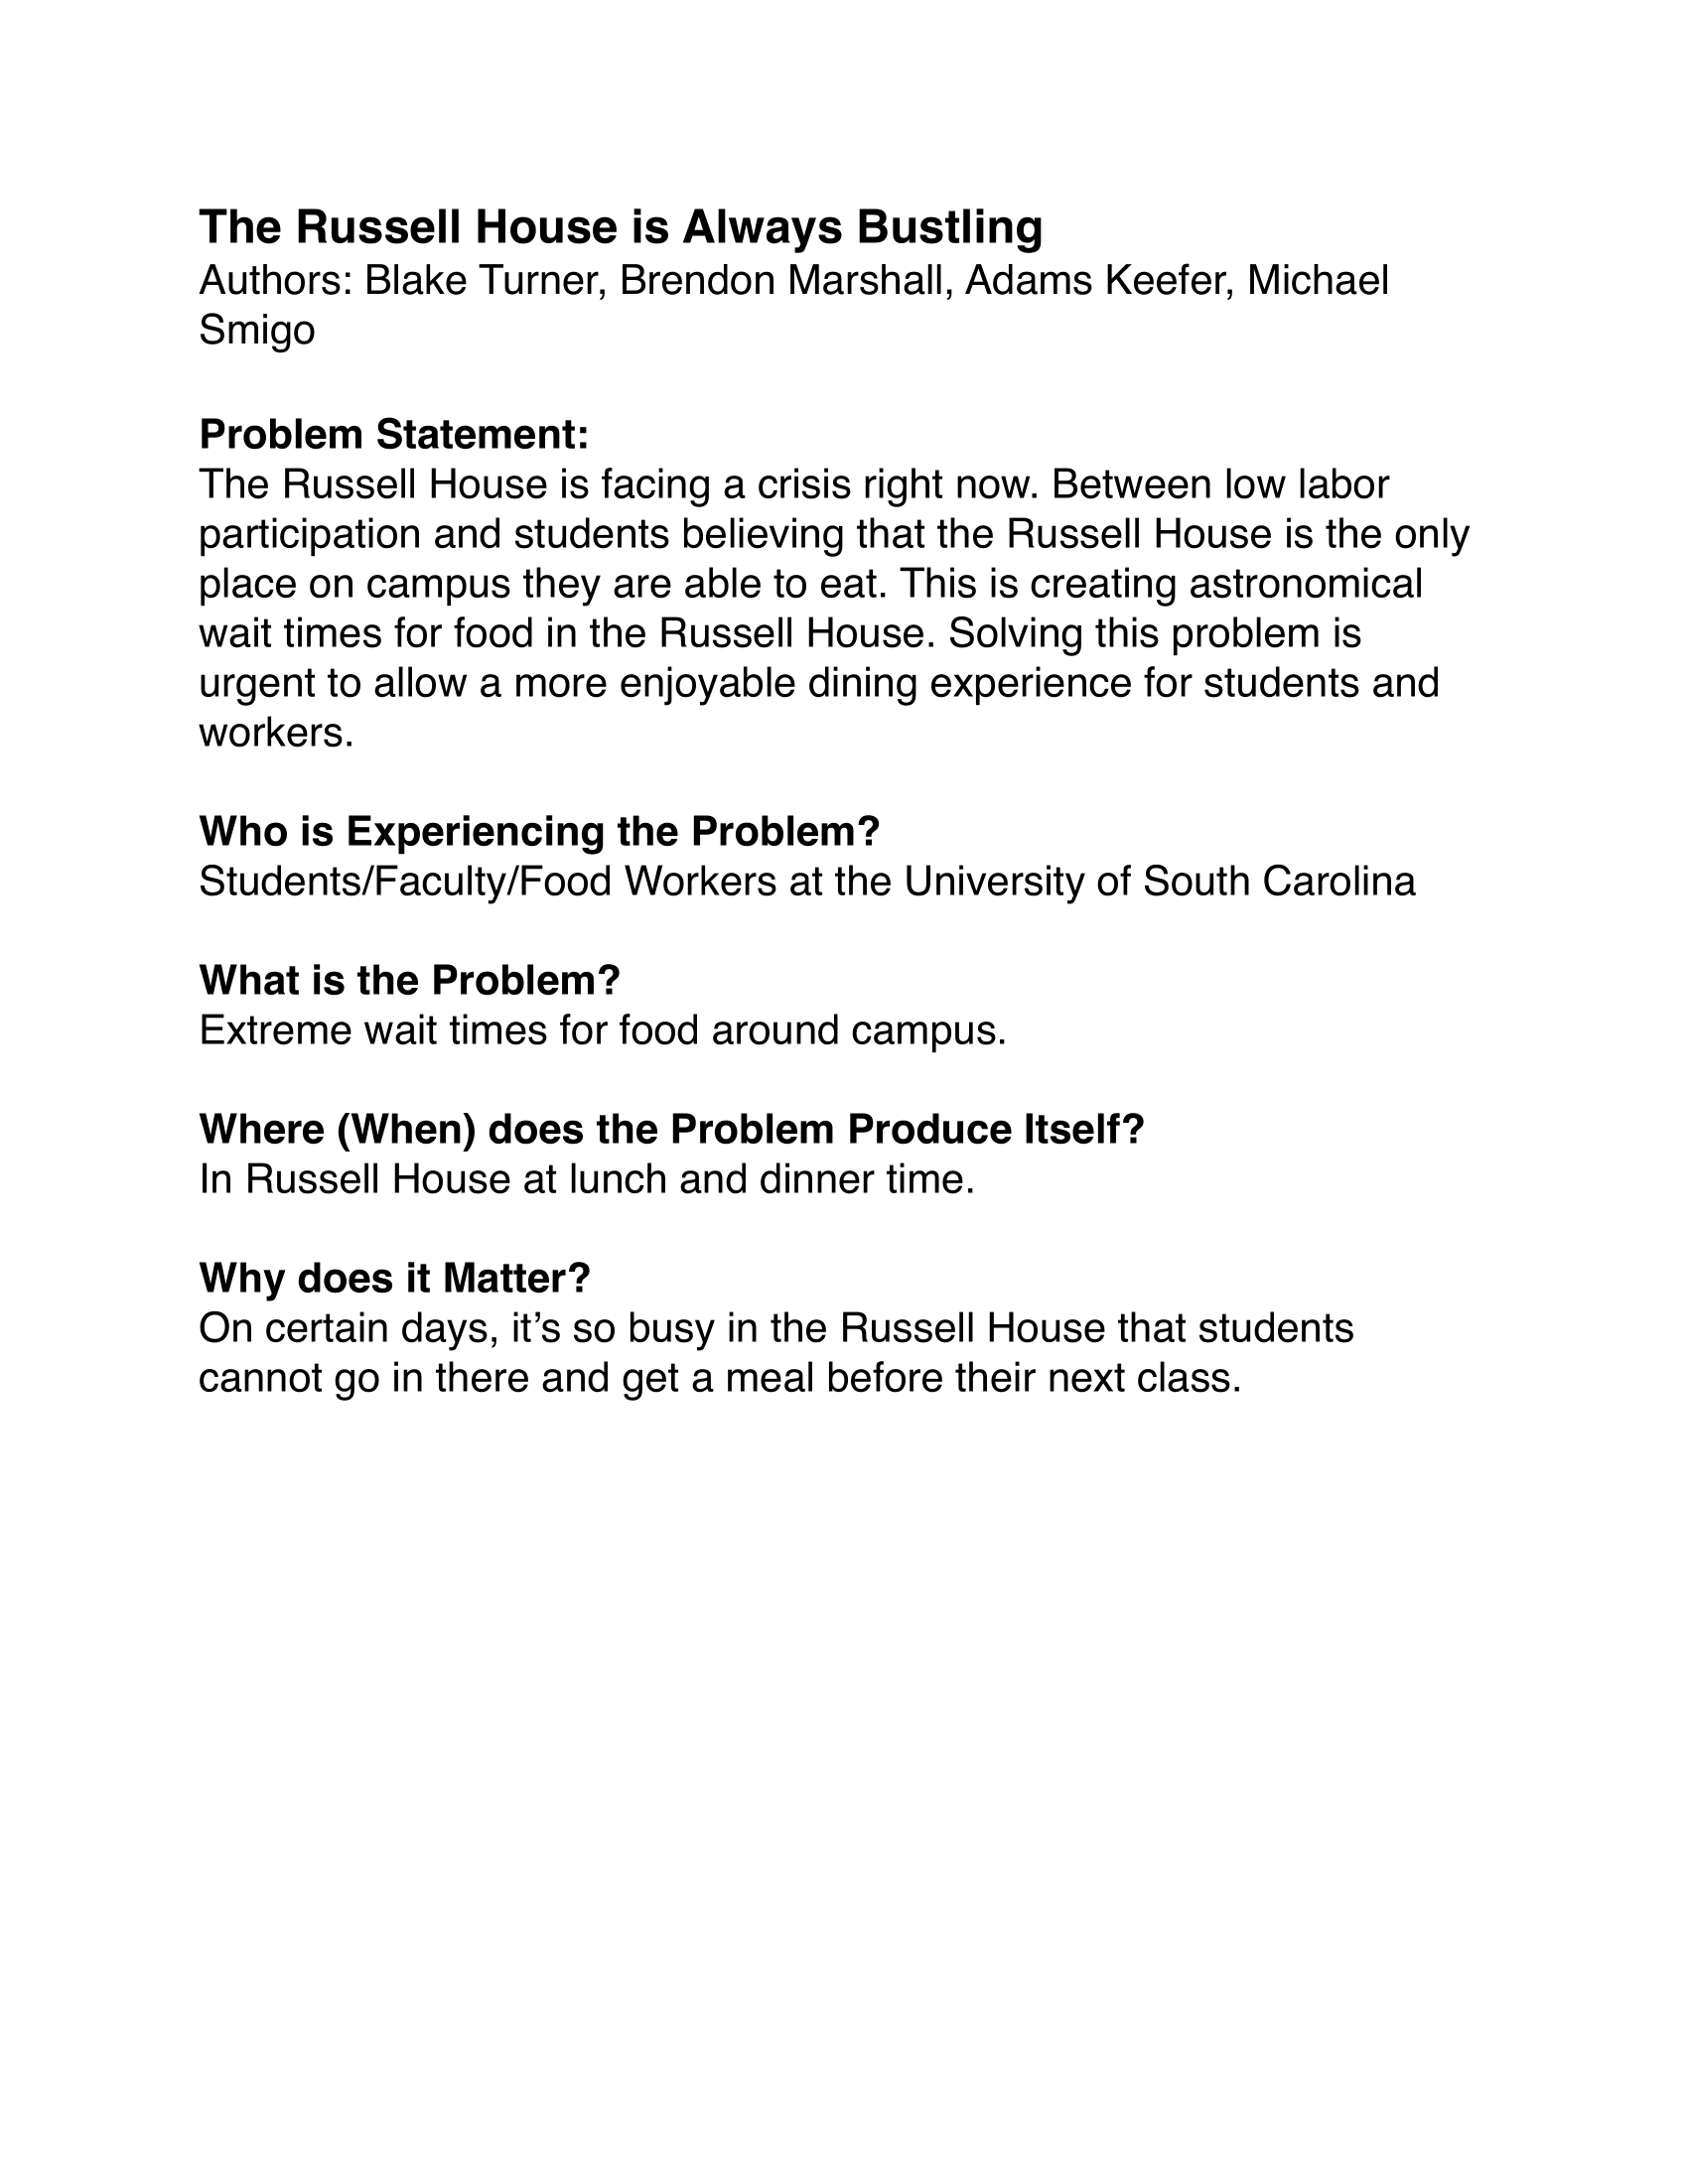 The Russell House is Always Bustling
Authors: Blake Turner, Brendon Marshall, Adams Keefer, Michael
Smigo
Problem Statement:
The Russell House is facing a crisis right now. Between low labor
participation and students believing that the Russell House is the only
place on campus they are able to eat. This is creating astronomical
wait times for food in the Russell House. Solving this problem is
urgent to allow a more enjoyable dining experience for students and
workers.
Who is Experiencing the Problem?
Students/Faculty/Food Workers at the University of South Carolina
What is the Problem?
Extreme wait times for food around campus.
Where (When) does the Problem Produce Itself?
In Russell House at lunch and dinner time.
Why does it Matter?
On certain days, it’s so busy in the Russell House that students
cannot go in there and get a meal before their next class.